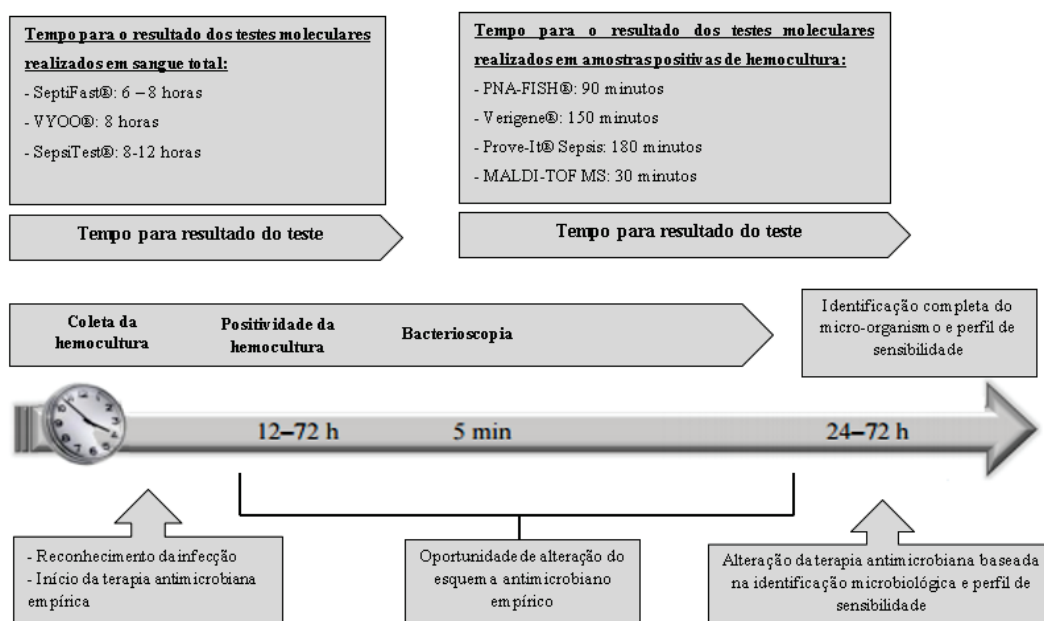 Tempo para o resultado dos testes moleculares
realizados em sangue total:
- SeptiFast®: 6 – 8 horas
- VYOO®: 8 horas
- SepsiTest®: 8-12 horas
Tempo para o resultado dos testes moleculares
realizados em amostras positivas de hemocultura:
- PNA-FISH®: 90 minutos
- Verigene®: 150 minutos
- Prove-It® Sepsis: 180 minutos
- MALDI-TOF MS: 30 minutos
Tempo para resultado do teste
Tempo para resultado do teste
Coleta da
hemocultura
Positividade da
hemocultura
Bacterioscopia
Identificação completa do
micro-organismo e perfil de
sensibilidade
12–72 h
5 min
24–72 h
- Reconhecimento da infecção
- Início da terapia antimicrobiana
empírica
Oportunidade de alteração do
esquema antimicrobiano
empírico
Alteração da terapia antimicrobiana baseada
na identificação microbiológica e perfil de
sensibilidade